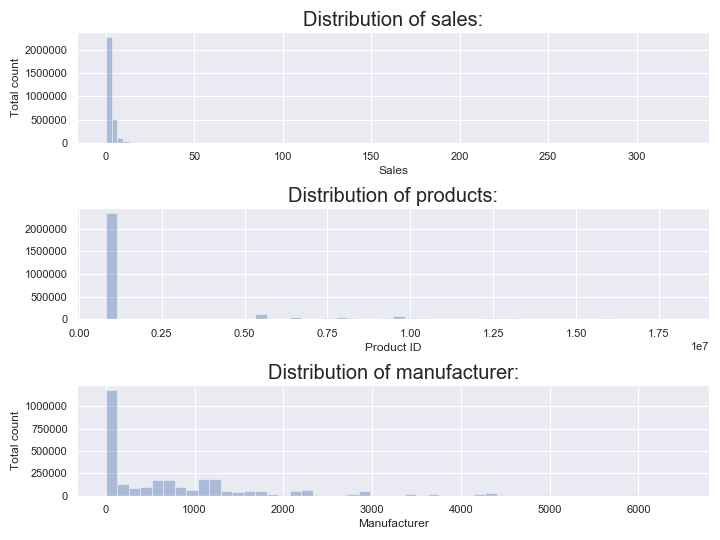 Distribution of sales:
2000000
1500000
1000000
500000
0
Total count
0 50 100 150 200 250 300
Sales
Distribution of products:
2000000
1500000
1000000
500000
0
0.00 0.25 0.50 0.75 1.00 1.25 1.50 1.75
1e7
Product ID
Distribution of manufacturer:
1000000
750000
500000
250000
0
Total count
0 1000 2000 3000 4000 5000 6000
Manufacturer